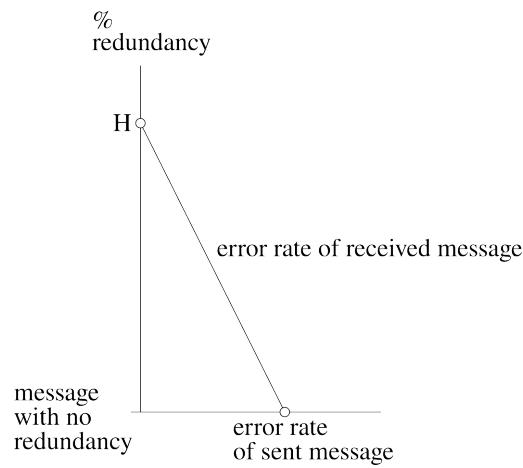 %
redundancy
H
error rate of received message
message
with no
redundancy
error rate
of sent message